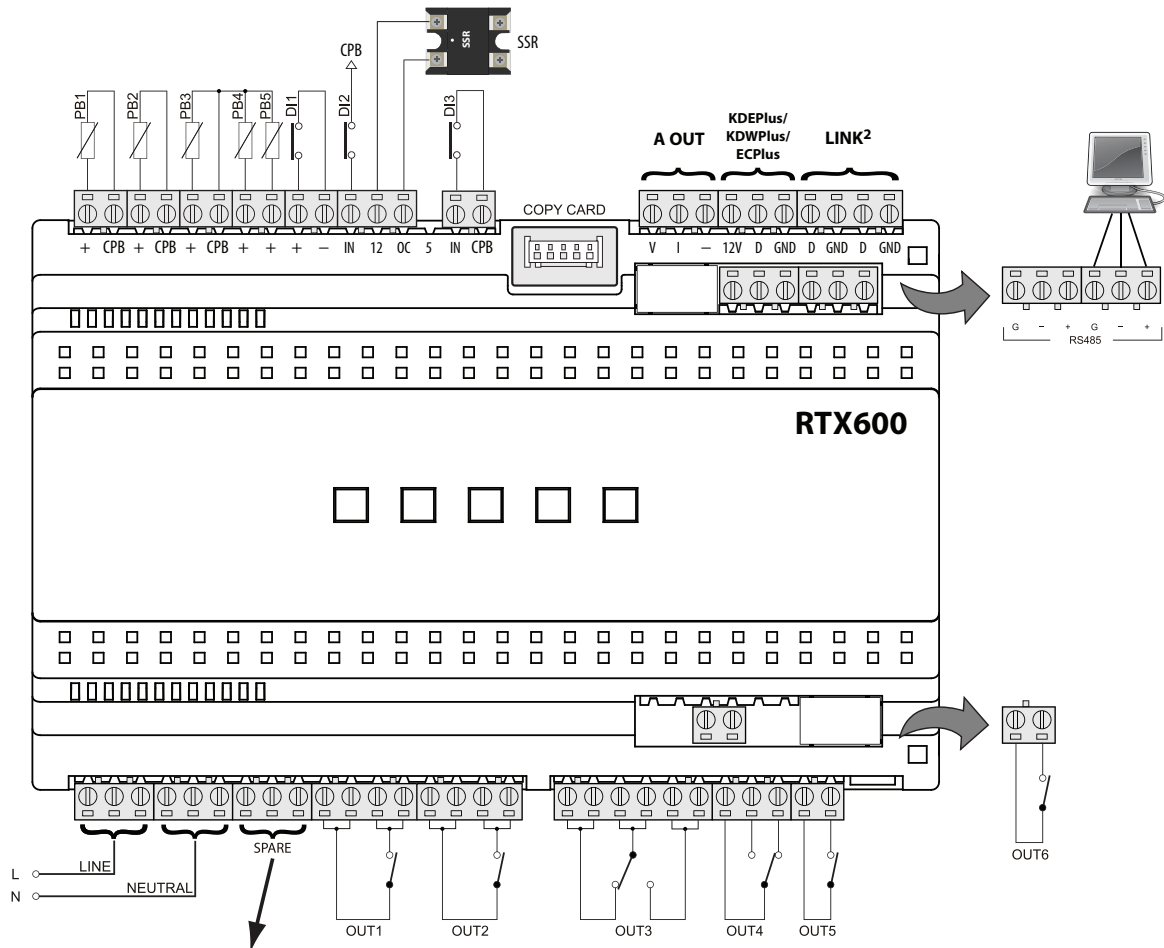 SSR
SSR
CPB
PB1
PB2
PB3
PB4
PB5
DI1
DI2
DI3
A OUT
KDEPlus/
KDWPlus/
ECPlus
LINK²
COPY CARD
+ CPB + CPB + CPB + + + – IN 12 OC 5 IN CPB
V I – 12V D GND D GND D GND
G – + G – +
RS485
RTX600
LINE
NEUTRAL
SPARE
L
N
OUT1
OUT2
OUT3
OUT4
OUT5
OUT6